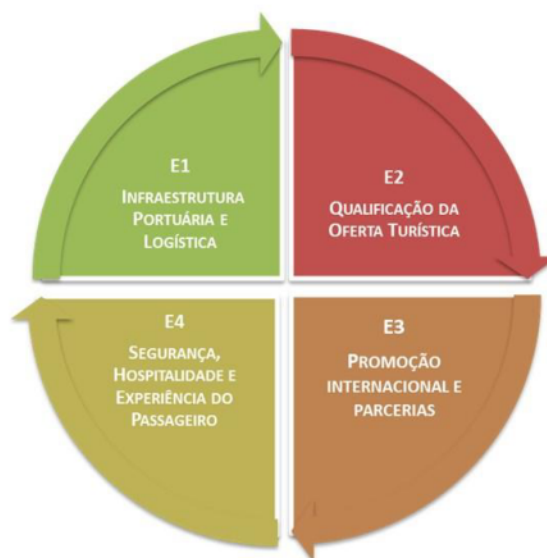 E1
INFRAESTRUTURA
PORTUÁRIA E
LOGÍSTICA
E2
QUALIFICAÇÃO DA
OFERTA TURÍSTICA
E4
SEGURANÇA,
HOSPITALIDADE E
EXPERIÊNCIA DO
PASSAGEIRO
E3
PROMOÇÃO
INTERNACIONAL E
PARCERIAS